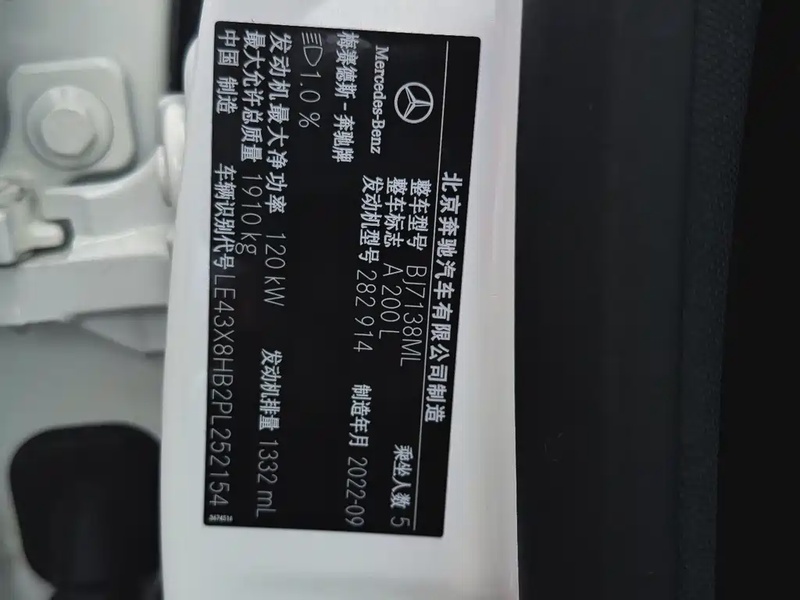 北京奔驰汽车有限公司制造
Mercedes-Benz
梅赛德斯-奔驰牌
整车型号 BJ7138ML 乘坐人数 5
整车标志 A 200 L
发动机型号 282 914 制造年月 2022-09
1.0 %
发动机最大净功率 120 kW 发动机排量 1332 mL
最大允许总质量 1910 kg
中国 制造 车辆识别代号 LE43X8HB2PL252154